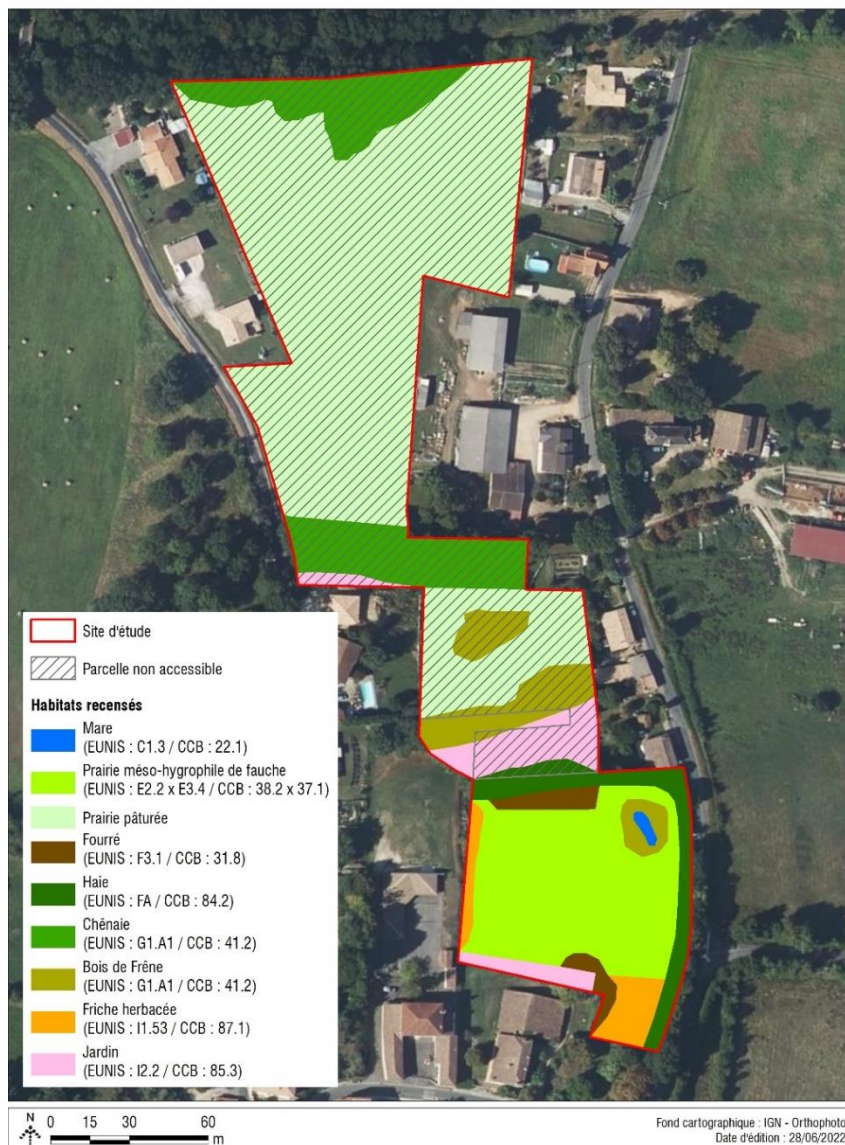 Site d'étude
Parcelle non accessible
Habitats recensés
Mare
(EUNIS : C1.3 / CCB : 22.1)
Prairie méso-hygrophile de fauche
(EUNIS : E2.2 x E3.4 / CCB : 38.2 x 37.1)
Prairie pâturée
Fourré
(EUNIS : F3.1 / CCB : 31.8)
Haie
(EUNIS : FA / CCB : 84.2)
Chênaie
(EUNIS : G1.A1 / CCB : 41.2)
Bois de Frêne
(EUNIS : G1.A1 / CCB : 41.2)
Friche herbacée
(EUNIS : I1.53 / CCB : 87.1)
Jardin
(EUNIS : I2.2 / CCB : 85.3)
N 0 15 30 60
m
Fond cartographique : IGN - Orthophoto
Date d'édition : 28/06/2022